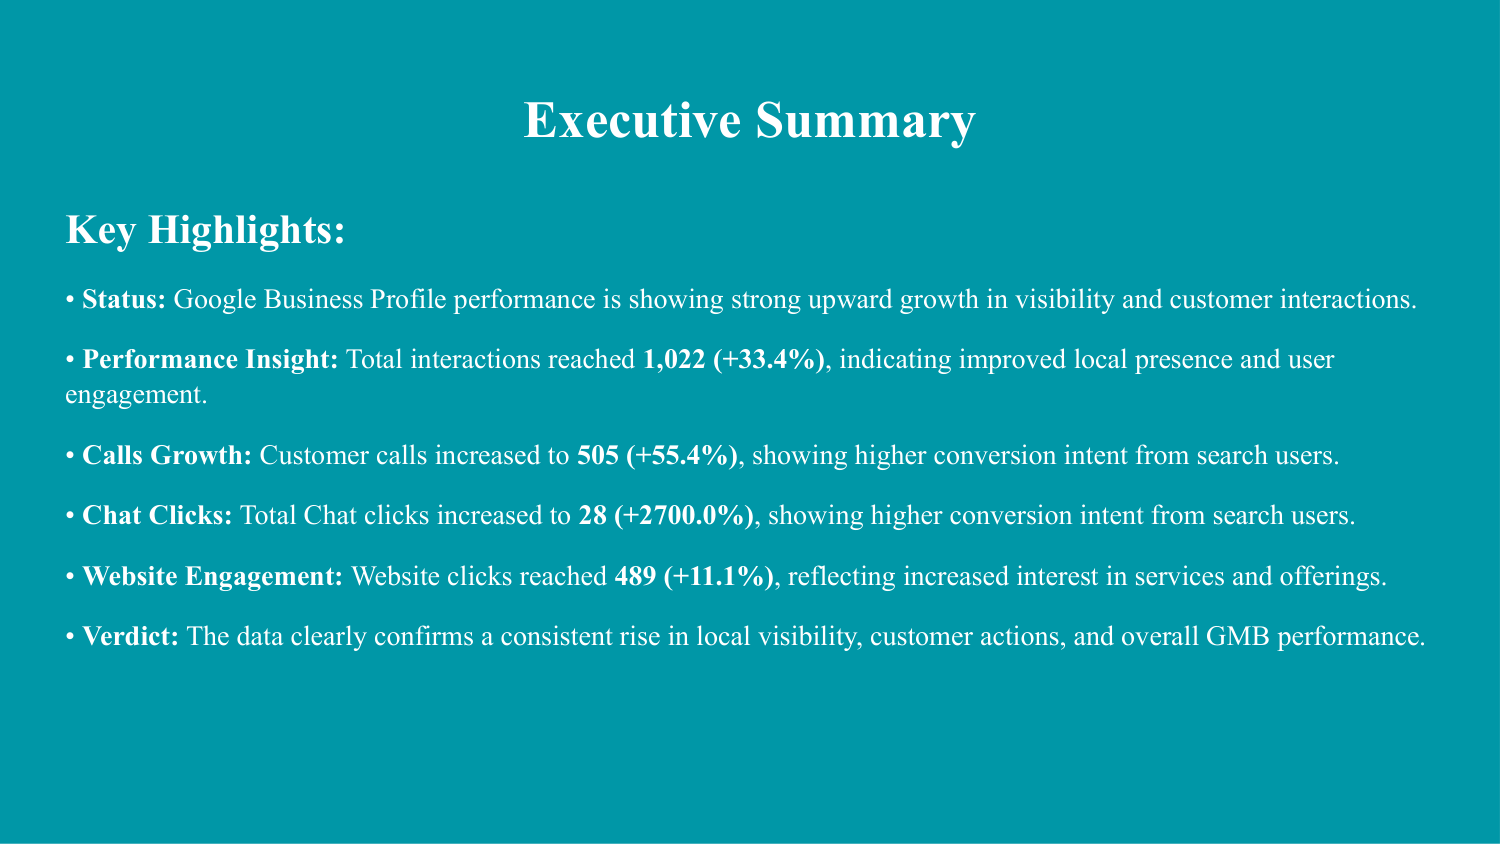 Executive Summary
Key Highlights:
• Status: Google Business Profile performance is showing strong upward growth in visibility and customer interactions.
• Performance Insight: Total interactions reached 1,022 (+33.4%), indicating improved local presence and user
engagement.
• Calls Growth: Customer calls increased to 505 (+55.4%), showing higher conversion intent from search users.
• Chat Clicks: Total Chat clicks increased to 28 (+2700.0%), showing higher conversion intent from search users.
• Website Engagement: Website clicks reached 489 (+11.1%), reflecting increased interest in services and offerings.
• Verdict: The data clearly confirms a consistent rise in local visibility, customer actions, and overall GMB performance.